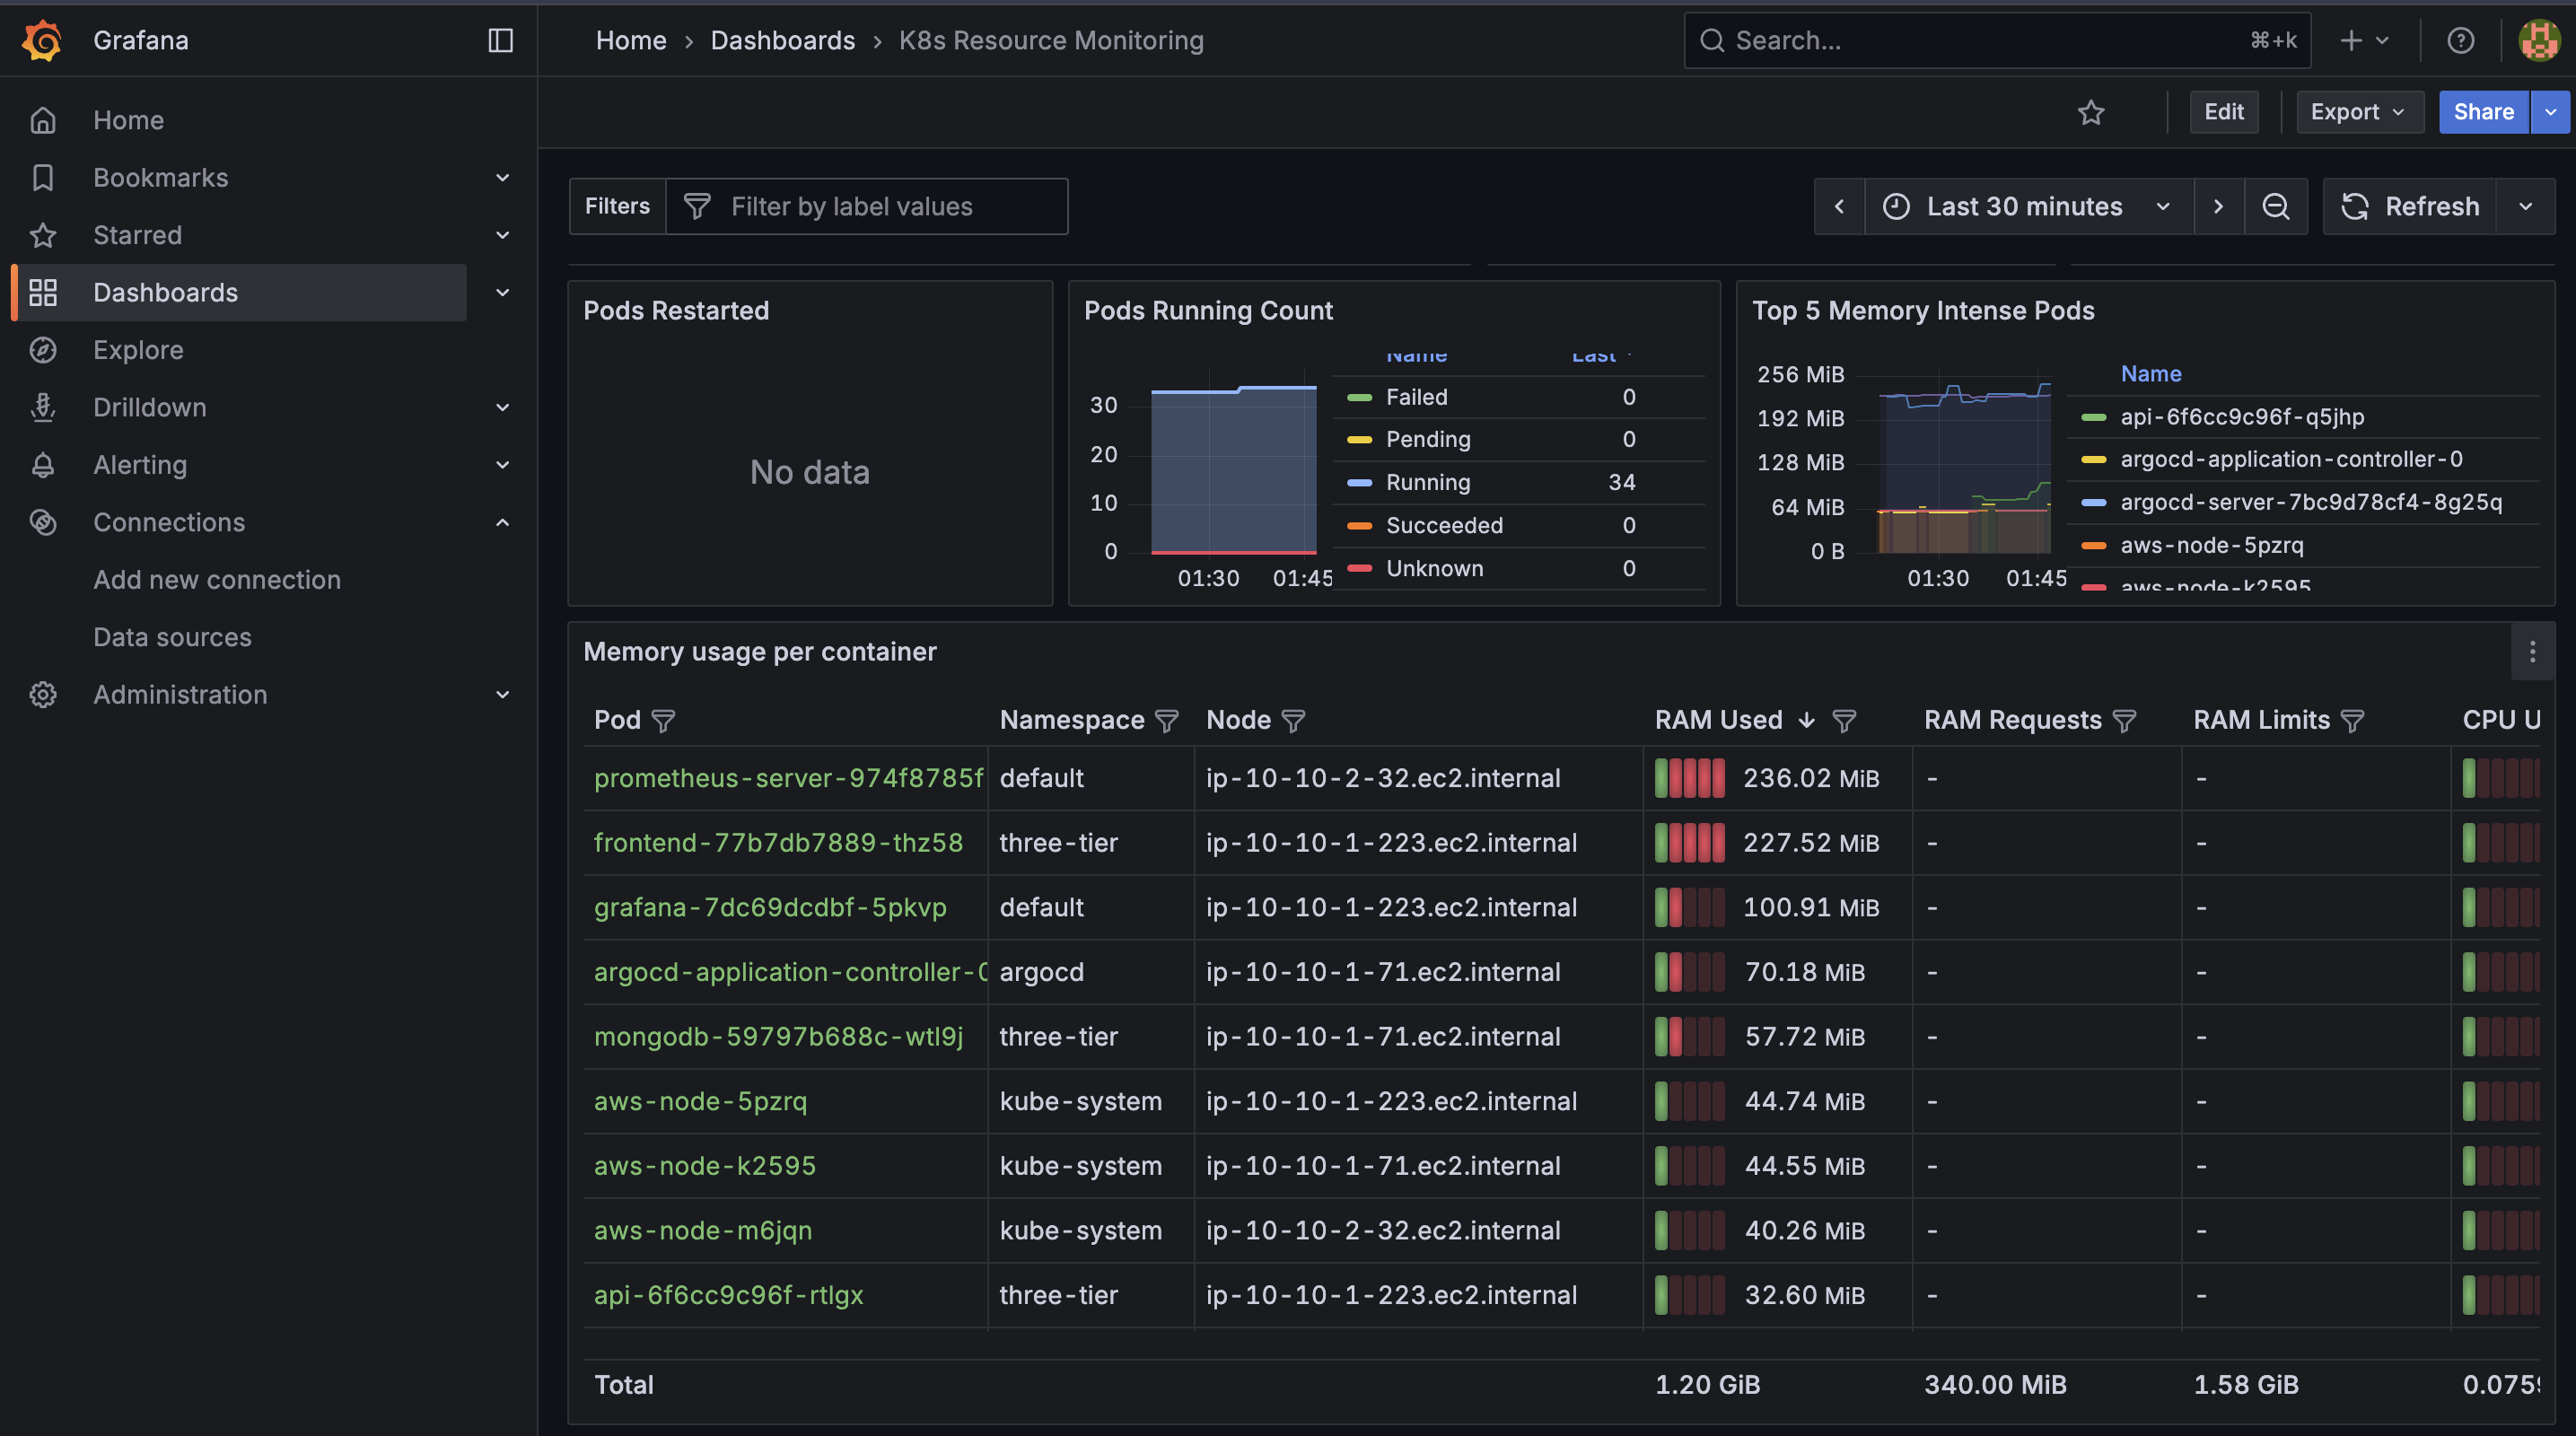 Grafana
Home
Bookmarks
Starred
Dashboards
Explore
Drilldown
Alerting
Connections
Add new connection
Data sources
Administration
Home › Dashboards › K8s Resource Monitoring
Search...
⌘+k
Edit
Export
Share
Filters
Filter by label values
Last 30 minutes
Refresh
Pods Restarted
No data
Pods Running Count
30
20
10
0
01:30 01:45
Name Last
Failed 0
Pending 0
Running 34
Succeeded 0
Unknown 0
Top 5 Memory Intense Pods
256 MiB
192 MiB
128 MiB
64 MiB
0 B
01:30 01:45
Name
api-6f6cc9c96f-q5jhp
argocd-application-controller-0
argocd-server-7bc9d78cf4-8g25q
aws-node-5pzrq
aws-node-k2595
Memory usage per container
Pod Namespace Node RAM Used RAM Requests RAM Limits CPU U
prometheus-server-974f8785f default ip-10-10-2-32.ec2.internal 236.02 MiB - -
frontend-77b7db7889-thz58 three-tier ip-10-10-1-223.ec2.internal 227.52 MiB - -
grafana-7dc69dcdbf-5pkvp default ip-10-10-1-223.ec2.internal 100.91 MiB - -
argocd-application-controller-0 argocd ip-10-10-1-71.ec2.internal 70.18 MiB - -
mongodb-59797b688c-wtl9j three-tier ip-10-10-1-71.ec2.internal 57.72 MiB - -
aws-node-5pzrq kube-system ip-10-10-1-223.ec2.internal 44.74 MiB - -
aws-node-k2595 kube-system ip-10-10-1-71.ec2.internal 44.55 MiB - -
aws-node-m6jqn kube-system ip-10-10-2-32.ec2.internal 40.26 MiB - -
api-6f6cc9c96f-rtlgx three-tier ip-10-10-1-223.ec2.internal 32.60 MiB - -
Total 1.20 GiB 340.00 MiB 1.58 GiB 0.075